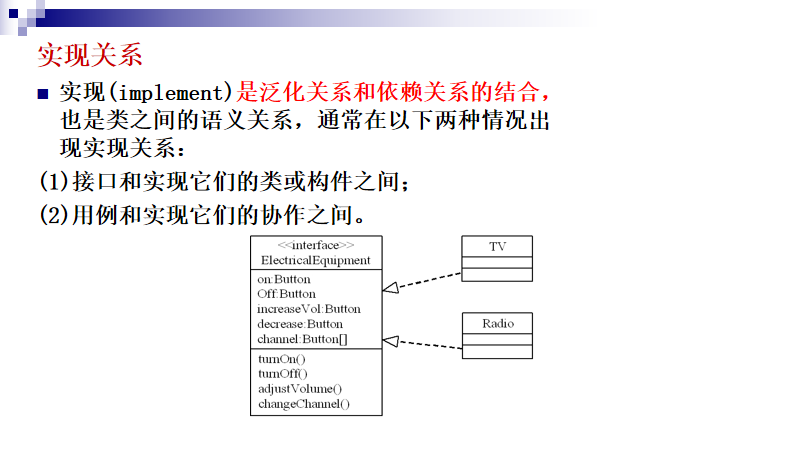 实现关系
实现(implement)是泛化关系和依赖关系的结合，
也是类之间的语义关系，通常在以下两种情况出
现实现关系：
(1)接口和实现它们的类或构件之间；
(2)用例和实现它们的协作之间。
<<interface>>
ElectricalEquipment
on:Button
Off:Button
increaseVol:Button
decrease:Button
channel:Button[]
turnOn()
turnOff()
adjustVolume()
changeChannel()
TV
Radio